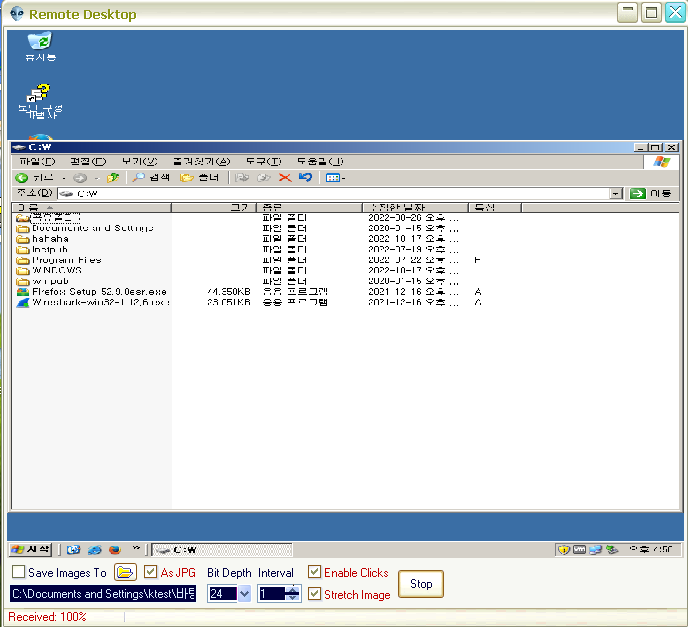 Remote Desktop
휴지통
C:\
파일(F) 편집(E) 보기(V) 즐겨찾기(A) 도구(T) 도움말(H)
뒤로 검색 폴더
주소(D) C:\ 이동
이름 크기 종류 수정한 날짜 특성
파일 폴더 2022-08-26 오후 ...
Documents and Settings 파일 폴더 2020-01-15 오후 ...
hahaha 파일 폴더 2022-10-17 오후 ...
Inetpub 파일 폴더 2022-07-19 오후 ...
Program Files 파일 폴더 2022-07-22 오후 ... R
WINDOWS 파일 폴더 2022-10-17 오후 ...
wmpub 파일 폴더 2020-01-15 오후 ...
Firefox Setup 52.9.0esr.exe 44,350KB 응용 프로그램 2021-12-16 오후 ... A
Wireshark-win32-1.12.6.exe 응용 프로그램 2021-12-16 오후 ... A
시작 C:\ 오후 4:50
Save Images To As JPG Bit Depth Interval Enable Clicks
C:\Documents and Settings\ktest\바탕 24 1 Stretch Image Stop
Received: 100%